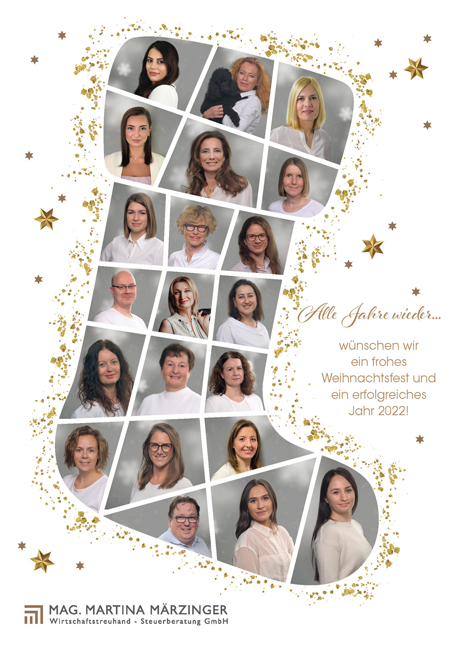 Alle Jahre wieder...
wünschen wir
ein frohes
Weihnachtsfest und
ein erfolgreiches
Jahr 2022!
MAG. MARTINA MÄRZINGER
Wirtschaftstreuhand - Steuerberatung GmbH